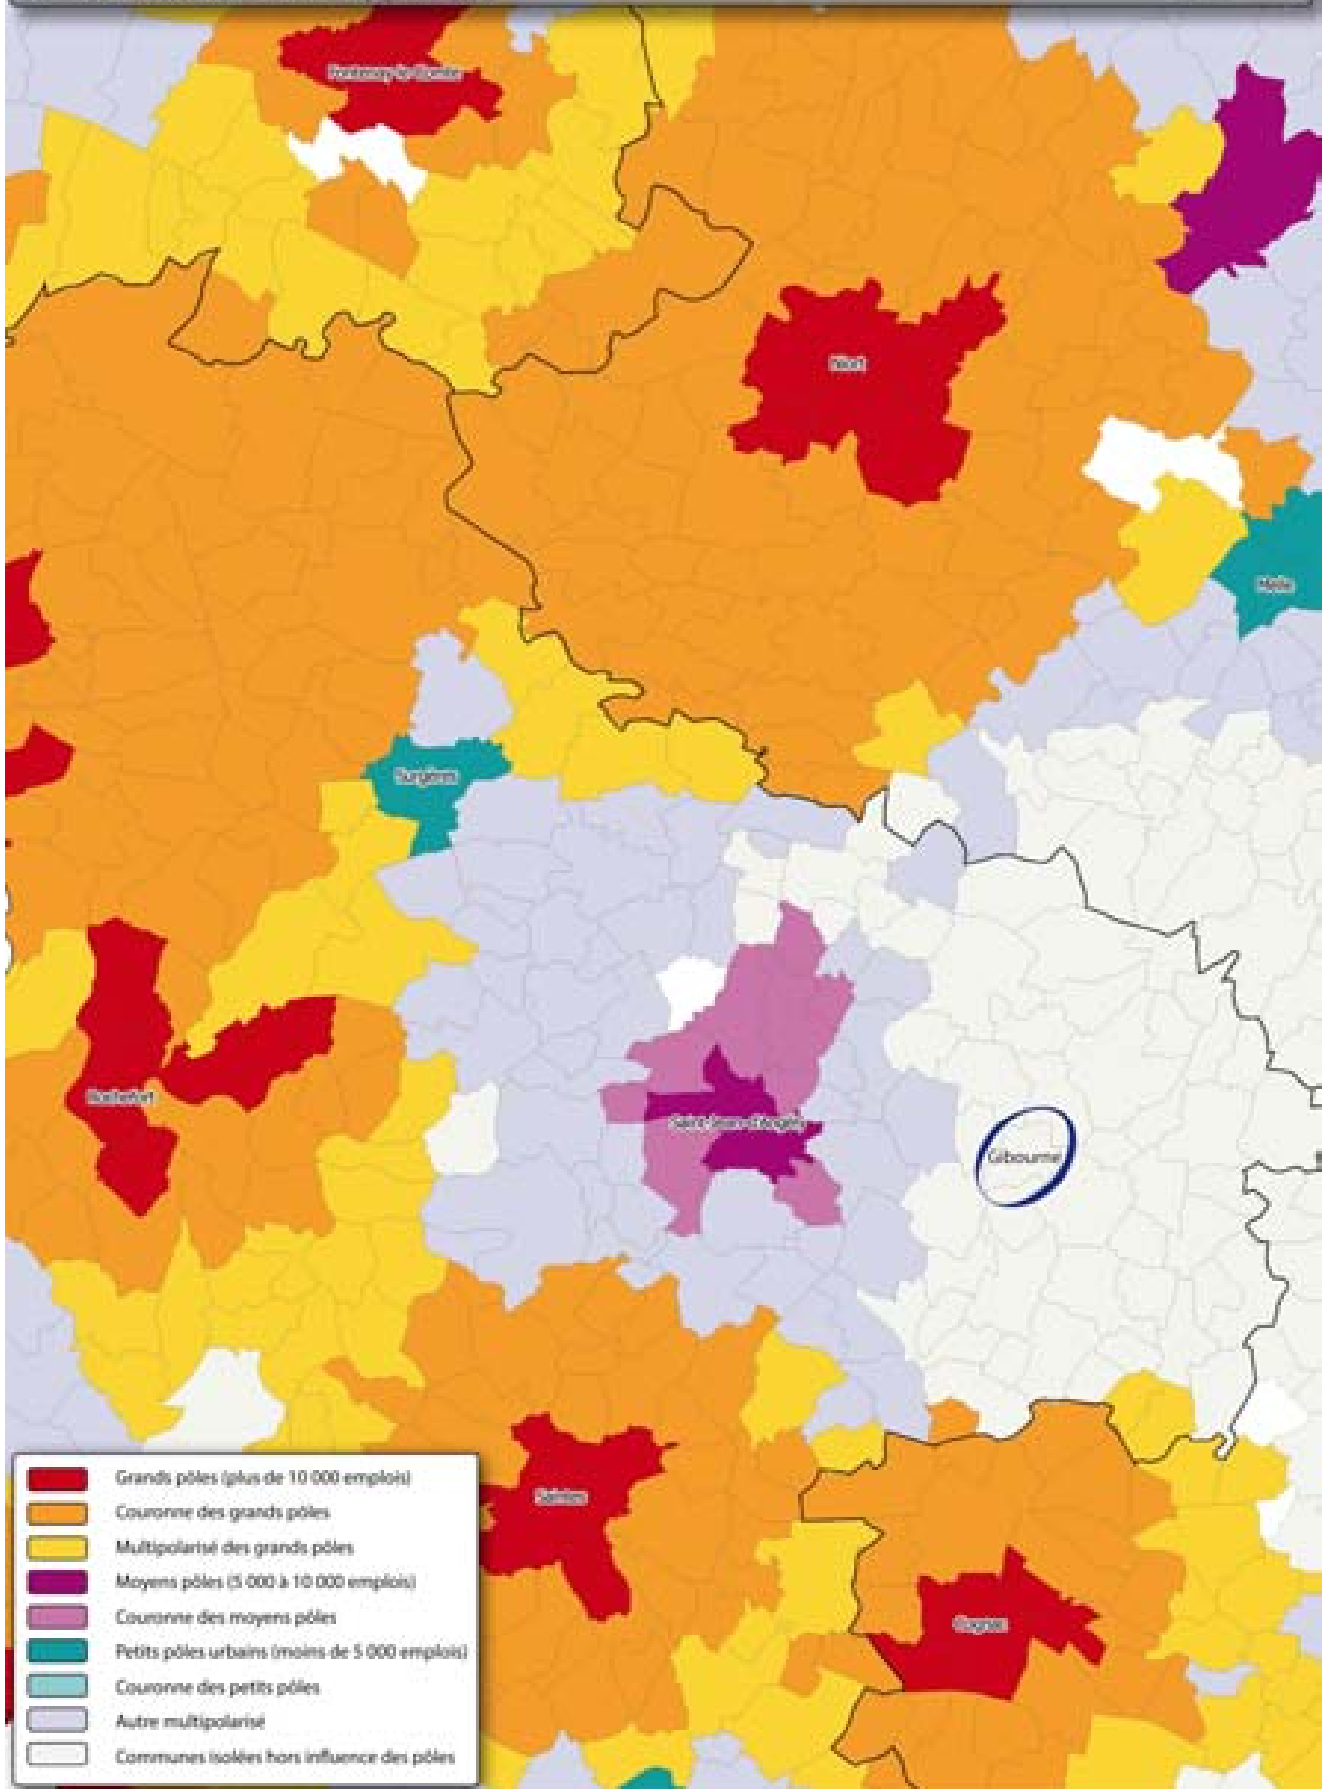 Fontenay-le-Comte
Niort
Melle
Surgères
Rochefort
Saint-Jean-d'Angély
Gibourne
Saintes
Cognac
Grands pôles (plus de 10 000 emplois)
Couronne des grands pôles
Multipolarisé des grands pôles
Moyens pôles (5 000 à 10 000 emplois)
Couronne des moyens pôles
Petits pôles urbains (moins de 5 000 emplois)
Couronne des petits pôles
Autre multipolarisé
Communes isolées hors influence des pôles